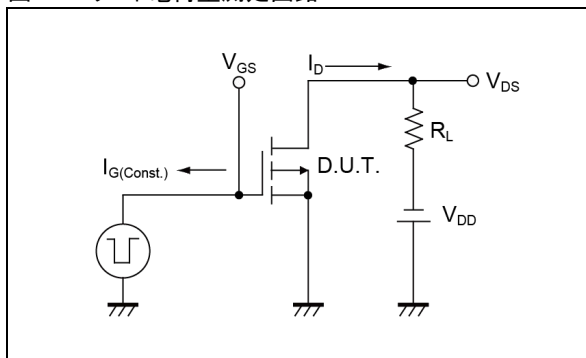 V_GS
I_D
V_DS
R_L
I_G(Const.)
D.U.T.
V_DD